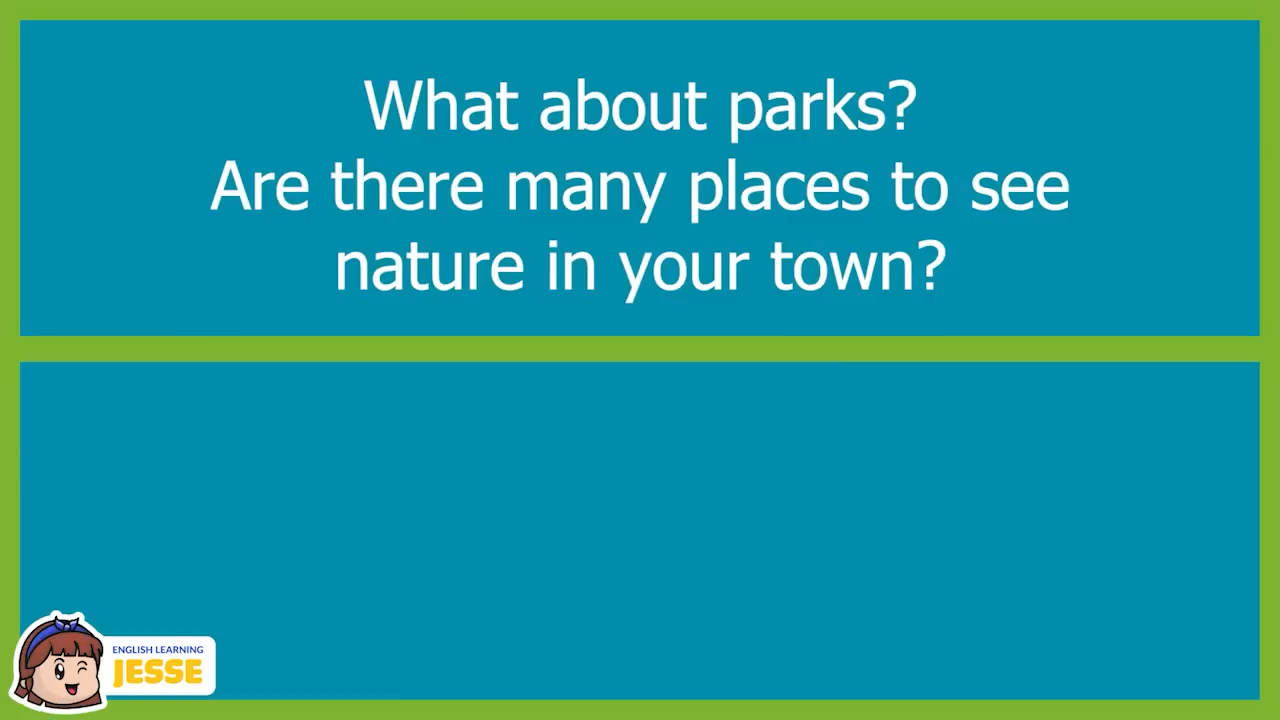 What about parks?
Are there many places to see
nature in your town?
ENGLISH LEARNING
JESSE